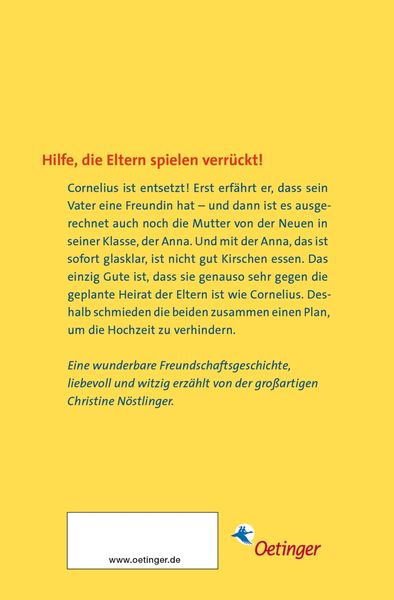 Hilfe, die Eltern spielen verrückt!
Cornelius ist entsetzt! Erst erfährt er, dass sein
Vater eine Freundin hat – und dann ist es ausge-
rechnet auch noch die Mutter von der Neuen in
seiner Klasse, der Anna. Und mit der Anna, das ist
sofort glasklar, ist nicht gut Kirschen essen. Das
einzig Gute ist, dass sie genauso sehr gegen die
geplante Heirat der Eltern ist wie Cornelius. Des-
halb schmieden die beiden zusammen einen Plan,
um die Hochzeit zu verhindern.
Eine wunderbare Freundschaftsgeschichte,
liebevoll und witzig erzählt von der großartigen
Christine Nöstlinger.
www.oetinger.de
Oetinger